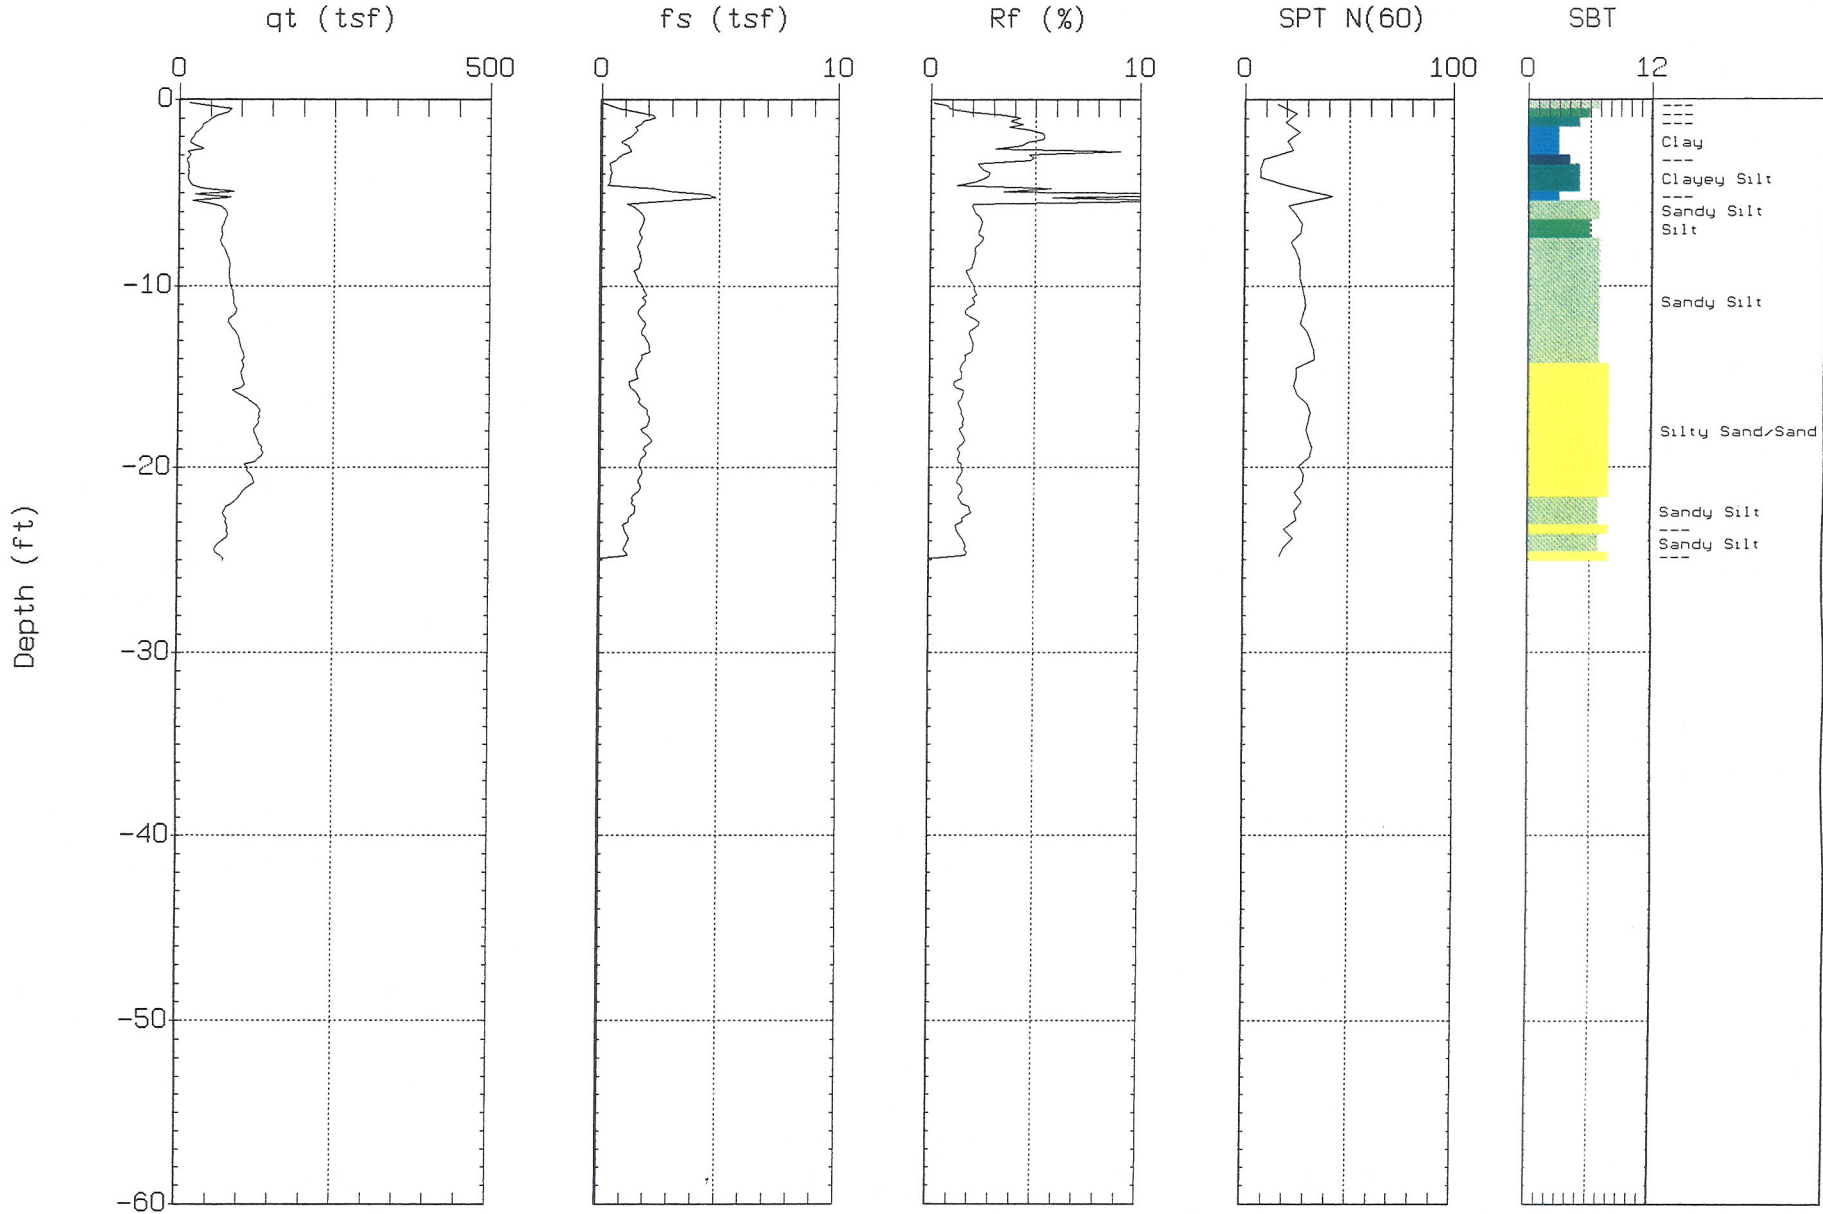 qt (tsf)
fs (tsf)
Rf (%)
SPT N(60)
SBT
0 500
0 10
0 10
0 100
0 12
0
-10
-20
-30
-40
-50
-60
Depth (ft)
---
---
---
Clay
---
Clayey Silt
---
Sandy Silt
Silt
Sandy Silt
Silty Sand/Sand
Sandy Silt
---
Sandy Silt
---